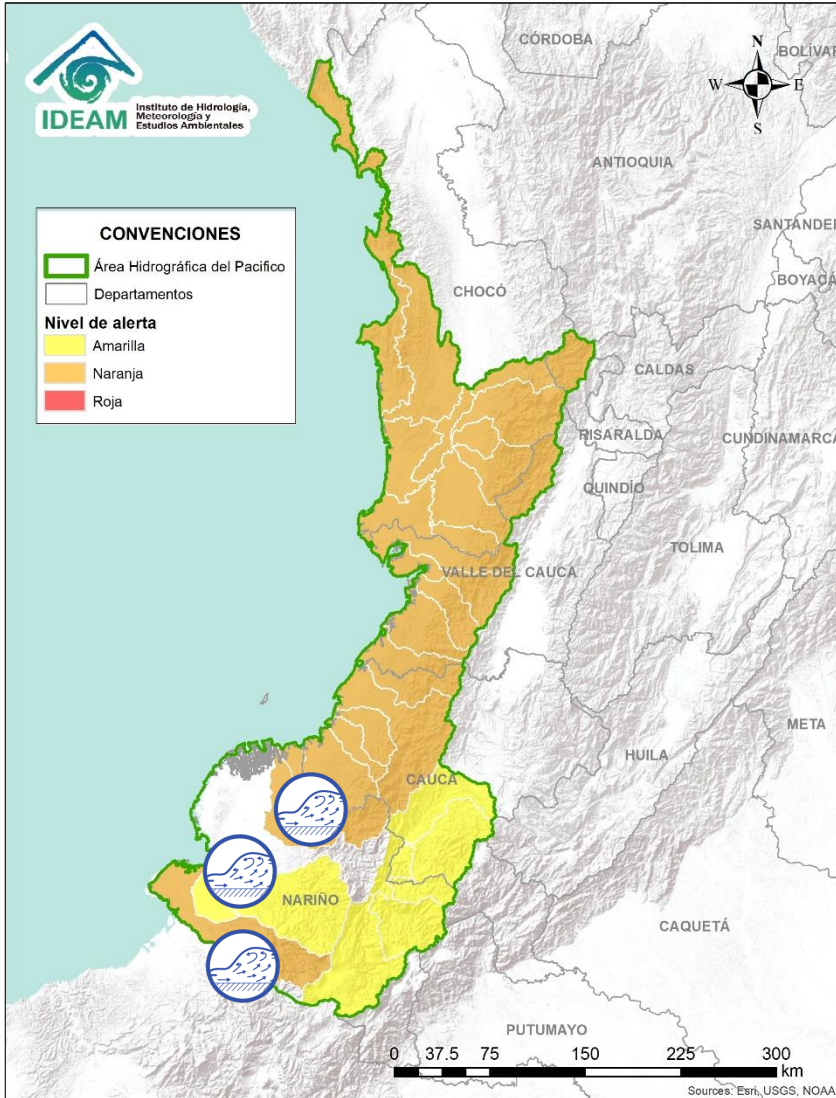 IDEAM
Instituto de Hidrología,
Meteorología y
Estudios Ambientales
CÓRDOBA
BOLÍVAR
N
W
E
S
ANTIOQUIA
SANTANDER
BOYACÁ
CONVENCIONES
Área Hidrográfica del Pacifico
Departamentos
Nivel de alerta
Amarilla
Naranja
Roja
CHOCÓ
CALDAS
RISARALDA
CUNDINAMARCA
QUINDÍO
TOLIMA
VALLE DEL CAUCA
META
HUILA
CAUCA
NARIÑO
CAQUETÁ
PUTUMAYO
0 37.5 75 150 225 300
km
Sources: Esri, USGS, NOAA